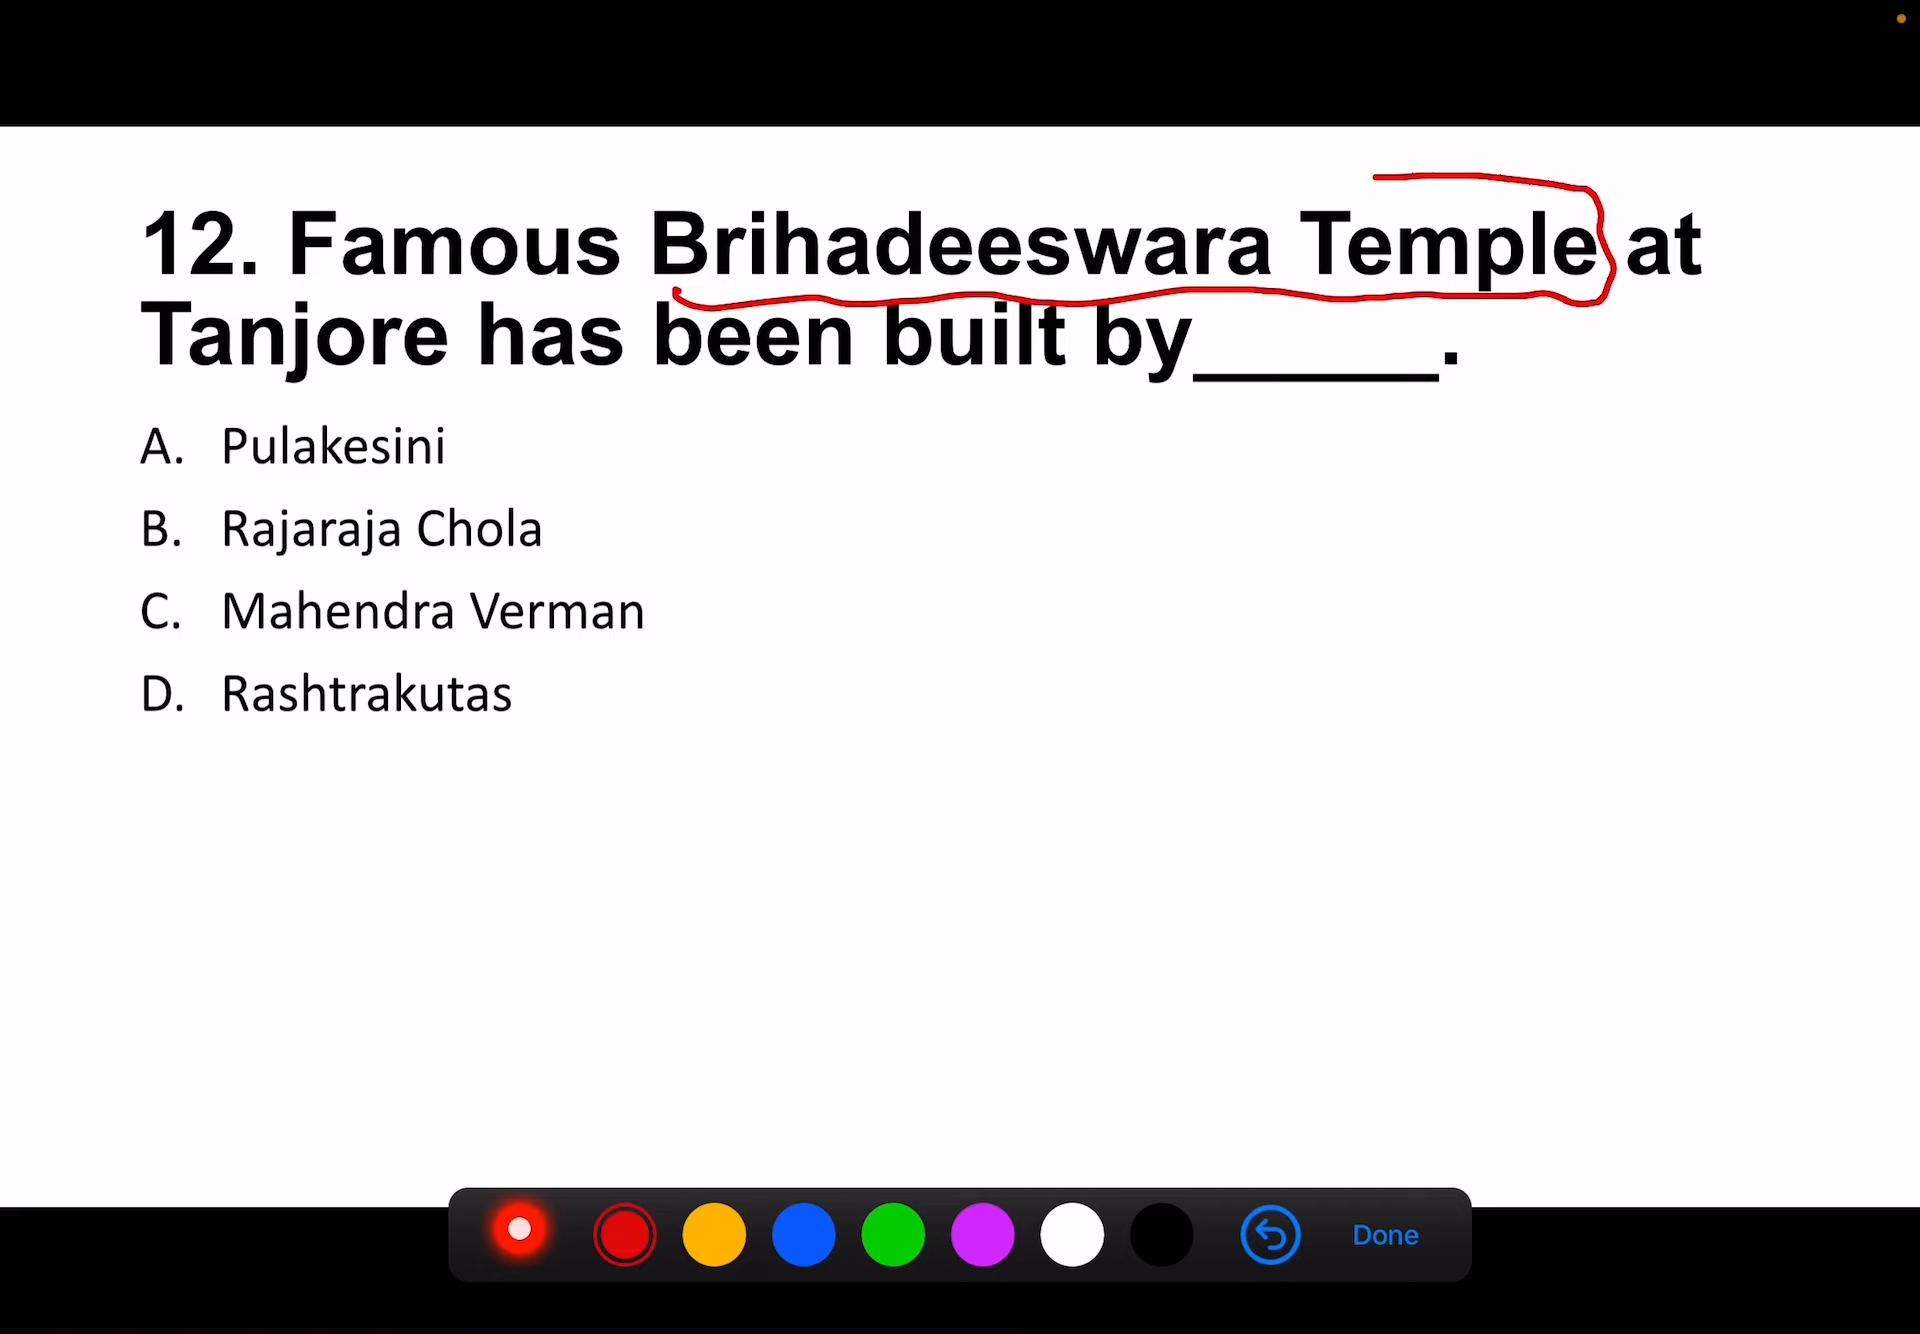 12. Famous Brihadeeswara Temple at
Tanjore has been built by______.
A. Pulakesini
B. Rajaraja Chola
C. Mahendra Verman
D. Rashtrakutas
Done